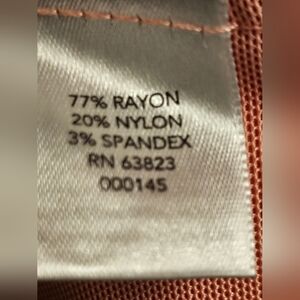 77% RAYON
20% NYLON
3% SPANDEX
RN 63823
000145